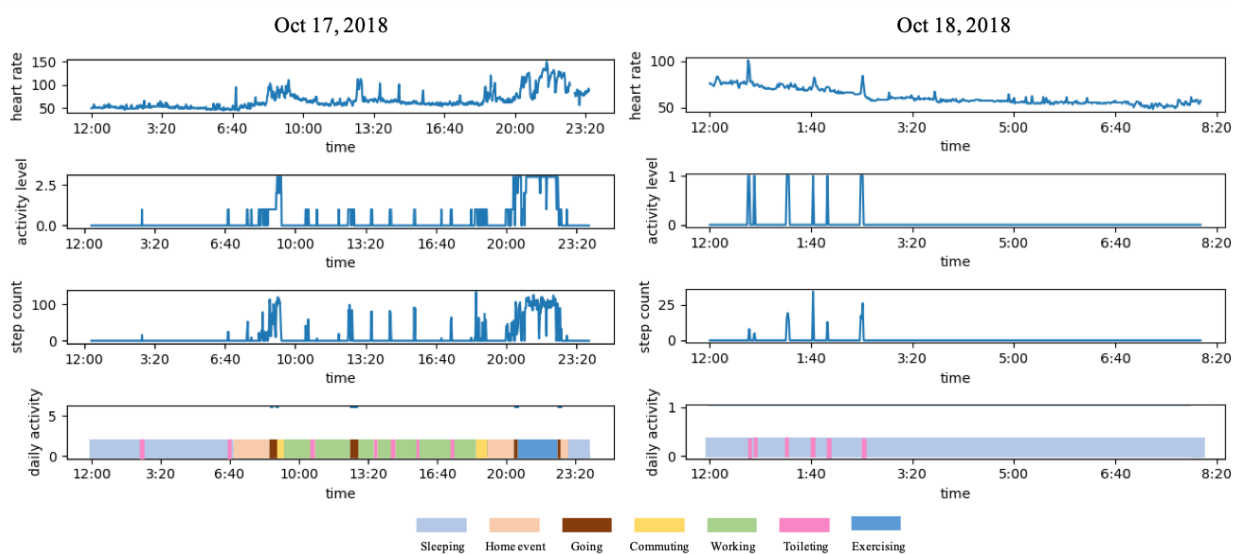 Oct 17, 2018
heart rate
150
100
50
12:00 3:20 6:40 10:00 13:20 16:40 20:00 23:20
time
activity level
2.5
0.0
12:00 3:20 6:40 10:00 13:20 16:40 20:00 23:20
time
step count
100
0
12:00 3:20 6:40 10:00 13:20 16:40 20:00 23:20
time
daily activity
5
0
12:00 3:20 6:40 10:00 13:20 16:40 20:00 23:20
time
Oct 18, 2018
heart rate
100
50
12:00 1:40 3:20 5:00 6:40 8:20
time
activity level
1
0
12:00 1:40 3:20 5:00 6:40 8:20
time
step count
25
0
12:00 1:40 3:20 5:00 6:40 8:20
time
daily activity
1
0
12:00 1:40 3:20 5:00 6:40 8:20
time
Sleeping Home event Going Commuting Working Toileting Exercising